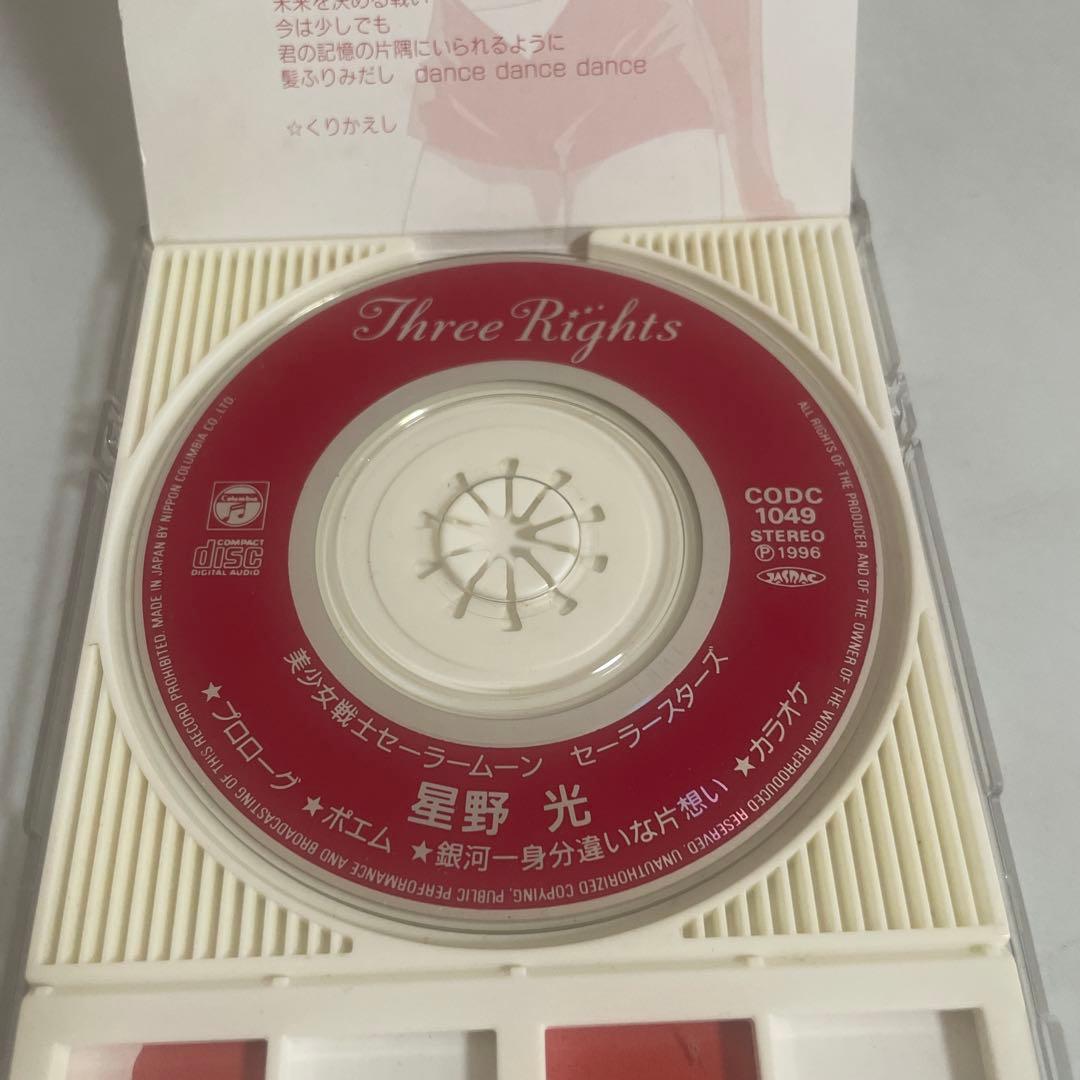 未来を決める戦い
今は少しでも
君の記憶の片隅にいられるように
髪ふりみだし dance dance dance
☆くりかえし
Three Rights
Columbia
COMPACT
disc
DIGITAL AUDIO
CODC
1049
STEREO
Ⓟ1996
JASRAC
美少女戦士セーラームーン セーラースターズ
星野 光
★プロローグ ★ポエム ★銀河一身分違いな片想い ★カラオケ
ALL RIGHTS OF THE PRODUCER AND OF THE OWNER OF THE WORK REPRODUCED RESERVED. UNAUTHORIZED COPYING, PUBLIC PERFORMANCE AND BROADCASTING OF THIS RECORD PROHIBITED. MADE IN JAPAN BY NIPPON COLUMBIA CO., LTD.